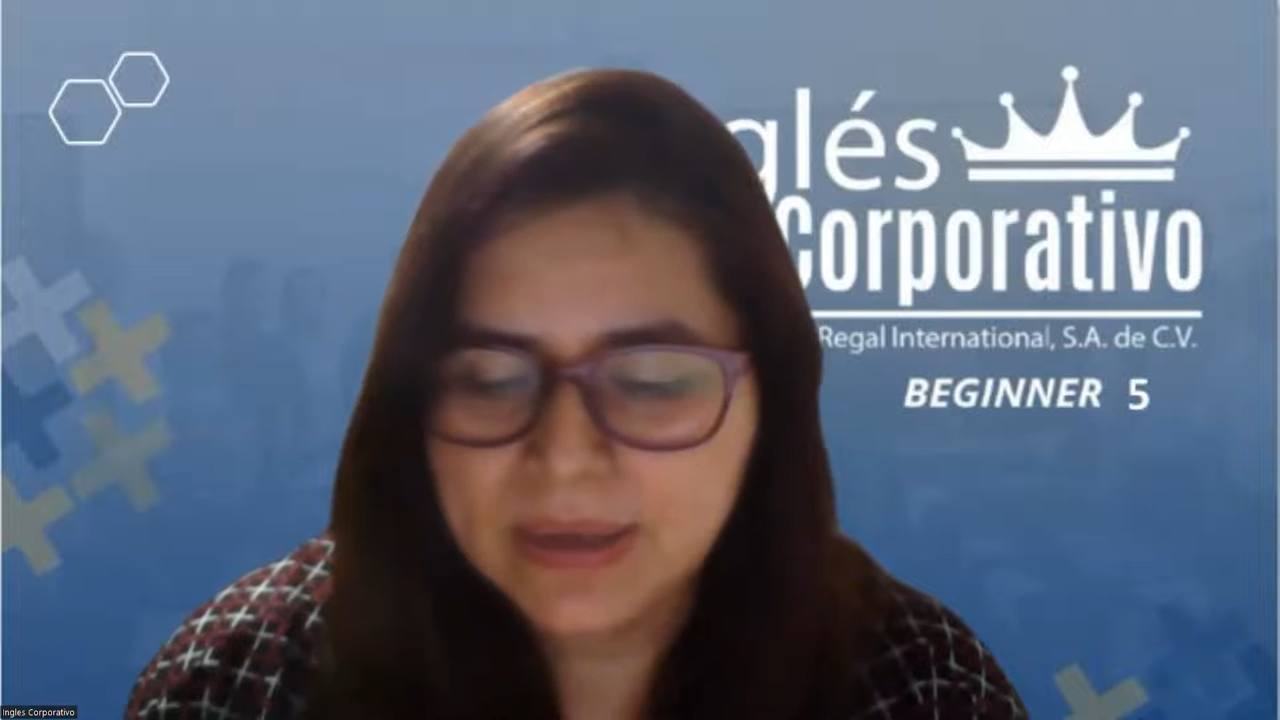 glés
Corporativo
Regal International, S.A. de C.V.
BEGINNER 5
Ingles Corporativo